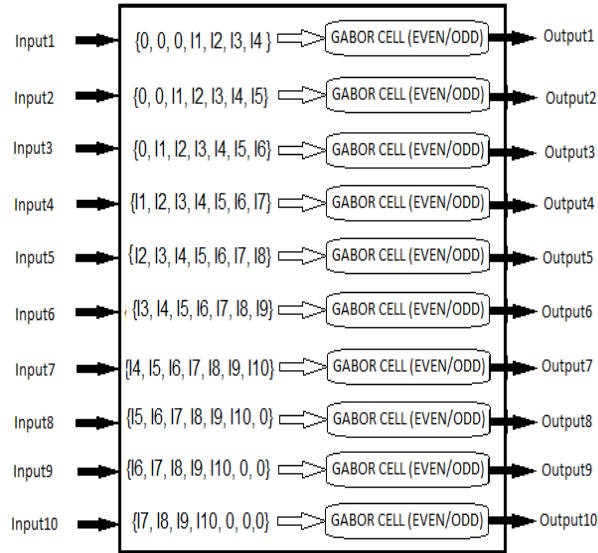 Input1 {0, 0, 0, I1, I2, I3, I4 } GABOR CELL (EVEN/ODD) Output1
Input2 {0, 0, I1, I2, I3, I4, I5} GABOR CELL (EVEN/ODD) Output2
Input3 {0, I1, I2, I3, I4, I5, I6} GABOR CELL (EVEN/ODD) Output3
Input4 {I1, I2, I3, I4, I5, I6, I7} GABOR CELL (EVEN/ODD) Output4
Input5 {I2, I3, I4, I5, I6, I7, I8} GABOR CELL (EVEN/ODD) Output5
Input6 {I3, I4, I5, I6, I7, I8, I9} GABOR CELL (EVEN/ODD) Output6
Input7 {I4, I5, I6, I7, I8, I9, I10} GABOR CELL (EVEN/ODD) Output7
Input8 {I5, I6, I7, I8, I9, I10, 0} GABOR CELL (EVEN/ODD) Output8
Input9 {I6, I7, I8, I9, I10, 0, 0} GABOR CELL (EVEN/ODD) Output9
Input10 {I7, I8, I9, I10, 0, 0,0} GABOR CELL (EVEN/ODD) Output10